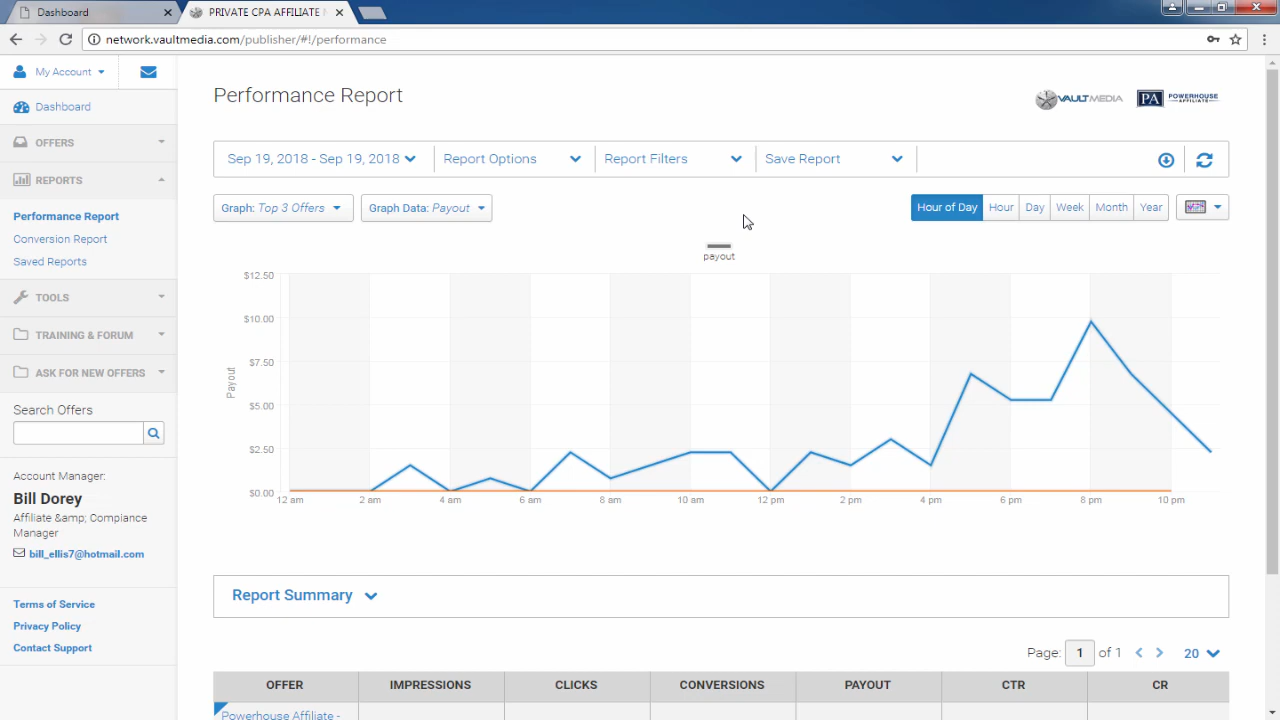 Dashboard
PRIVATE CPA AFFILIATE
network.vaultmedia.com/publisher/#!/performance
My Account
Dashboard
OFFERS
REPORTS
Performance Report
Conversion Report
Saved Reports
TOOLS
TRAINING & FORUM
ASK FOR NEW OFFERS
Search Offers
Account Manager:
Bill Dorey
Affiliate &amp; Compliance
Manager
bill_ellis7@hotmail.com
Terms of Service
Privacy Policy
Contact Support
Performance Report
VAULTMEDIA
PA POWERHOUSE
AFFILIATE
Sep 19, 2018 - Sep 19, 2018
Report Options
Report Filters
Save Report
Graph: Top 3 Offers
Graph Data: Payout
Hour of Day
Hour
Day
Week
Month
Year
payout
Payout
$12.50
$10.00
$7.50
$5.00
$2.50
$0.00
12 am 2 am 4 am 6 am 8 am 10 am 12 pm 2 pm 4 pm 6 pm 8 pm 10 pm
Report Summary
Page: 1 of 1 20
OFFER IMPRESSIONS CLICKS CONVERSIONS PAYOUT CTR CR
Powerhouse Affiliate -